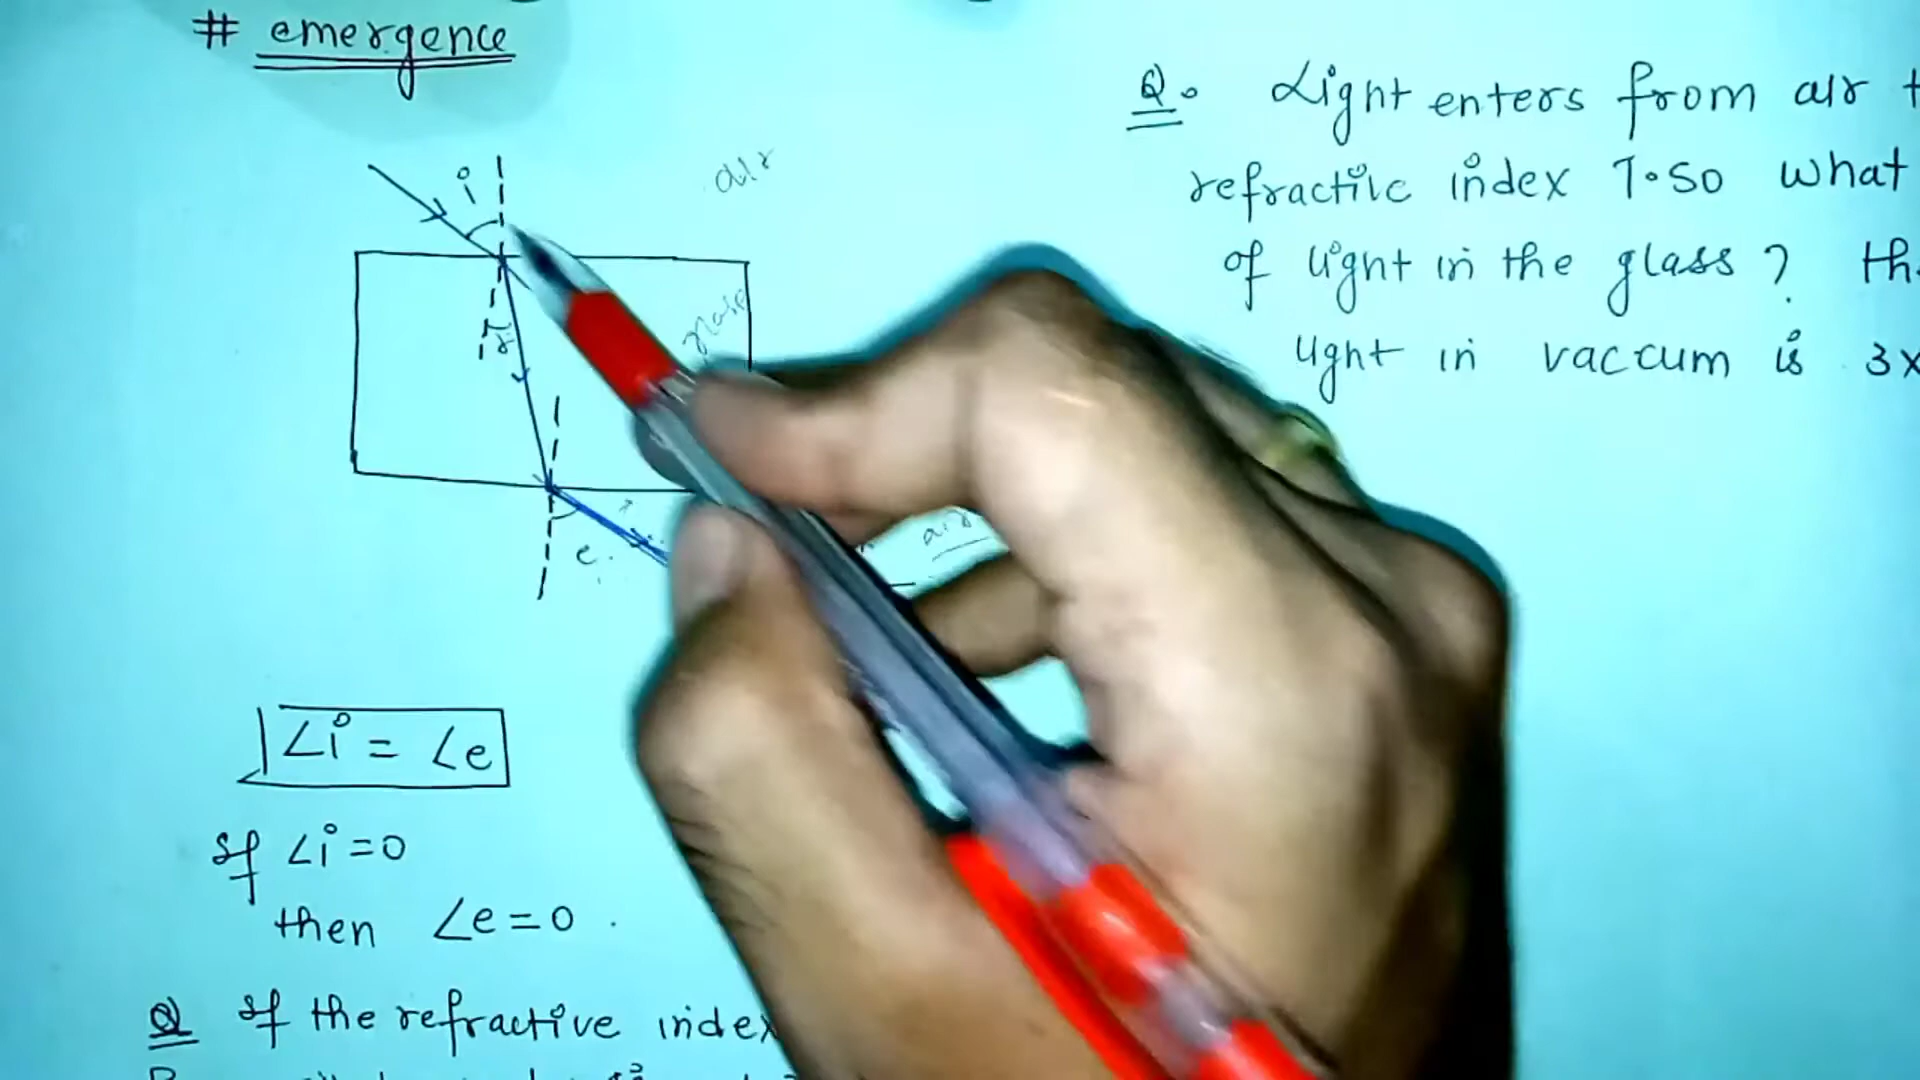 # emergence
Q. Light enters from air
refractive index 1.50 what
of light in the glass ?
light in vaccum is 3x
i
air
glass
r
e
air
∠i = ∠e
If ∠i = 0
then ∠e = 0 .
Q If the refractive index